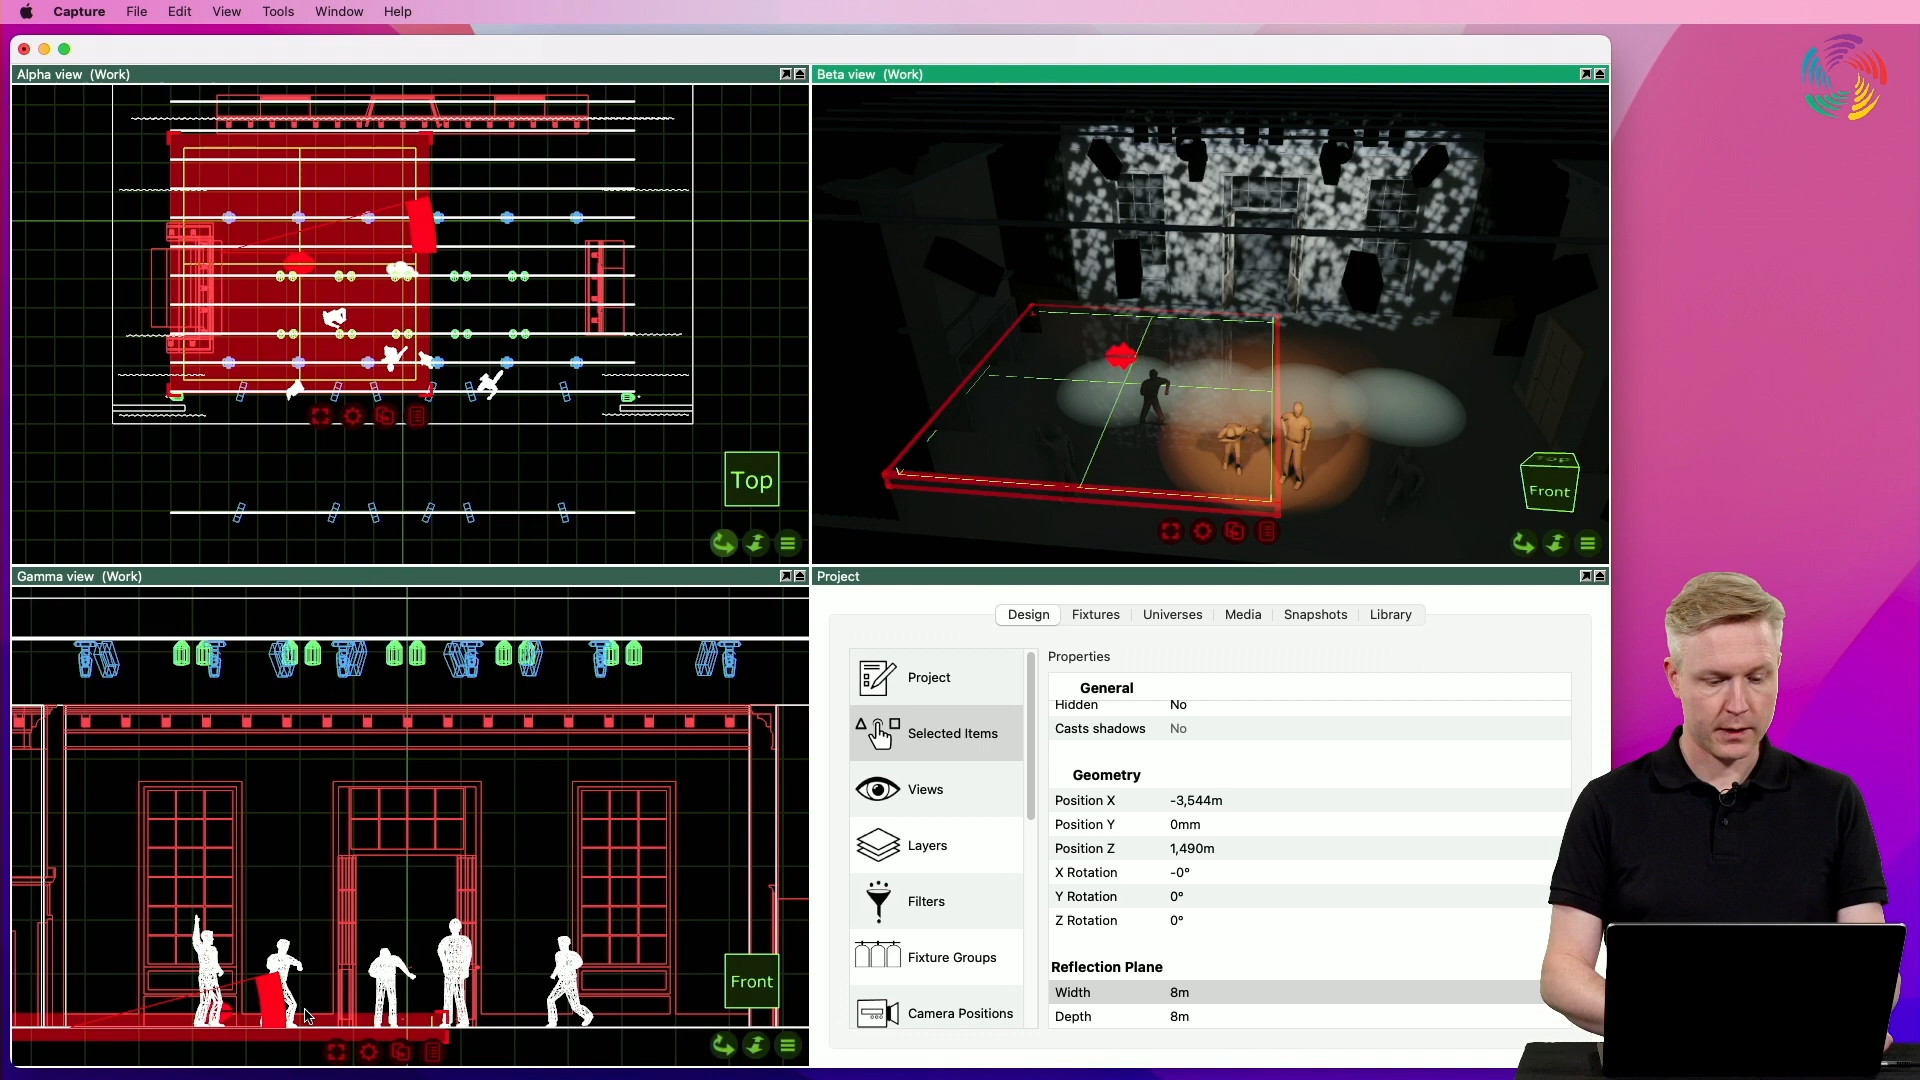 Capture File Edit View Tools Window Help
Alpha view (Work)
Beta view (Work)
Top
TOP
Front
Gamma view (Work)
Front
Project
Design Fixtures Universes Media Snapshots Library
Project
Selected Items
Views
Layers
Filters
Fixture Groups
Camera Positions
Properties
General
Hidden No
Casts shadows No
Geometry
Position X -3,544m
Position Y 0mm
Position Z 1,490m
X Rotation -0°
Y Rotation 0°
Z Rotation 0°
Reflection Plane
Width 8m
Depth 8m